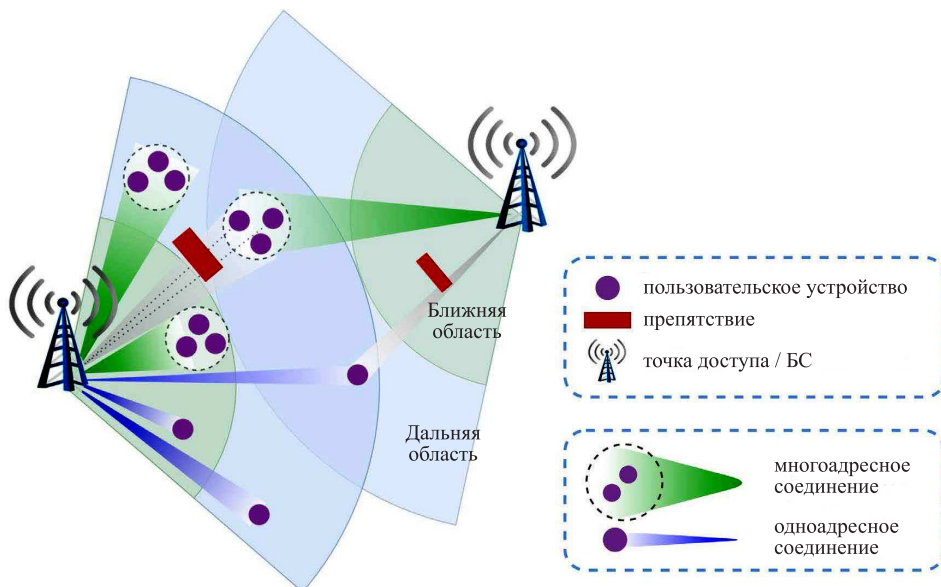 Ближняя
область
Дальняя
область
пользовательское устройство
препятствие
точка доступа / БС
многоадресное
соединение
одноадресное
соединение